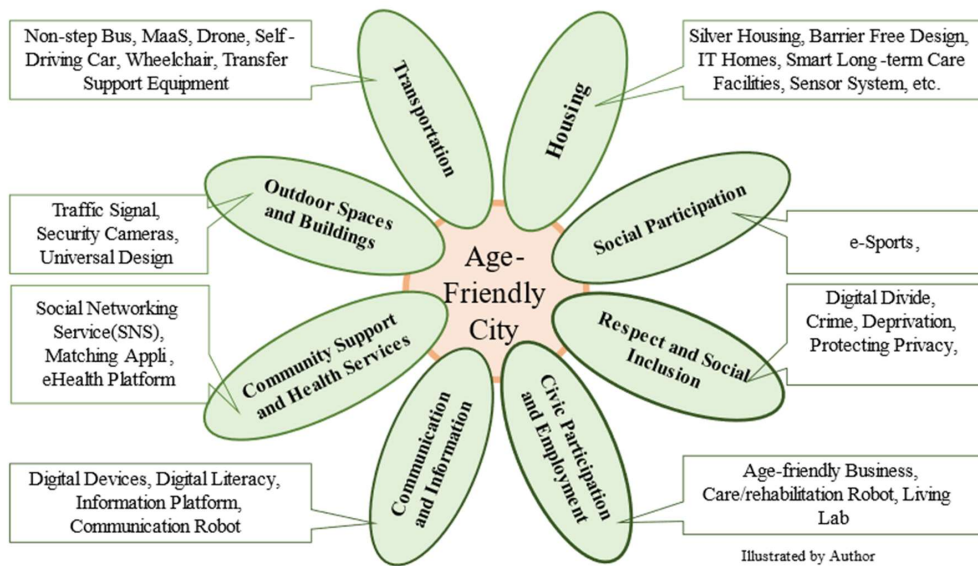 Non-step Bus, MaaS, Drone, Self-
Driving Car, Wheelchair, Transfer
Support Equipment
Silver Housing, Barrier Free Design,
IT Homes, Smart Long-term Care
Facilities, Sensor System, etc.
Transportation
Housing
Outdoor Spaces
and Buildings
Social Participation
Traffic Signal,
Security Cameras,
Universal Design
e-Sports,
Age-
Friendly
City
Social Networking
Service(SNS),
Matching Appli,
eHealth Platform
Community Support
and Health Services
Respect and Social
Inclusion
Digital Divide,
Crime, Deprivation,
Protecting Privacy,
Communication
and Information
Civic Participation
and Employment
Digital Devices, Digital Literacy,
Information Platform,
Communication Robot
Age-friendly Business,
Care/rehabilitation Robot, Living
Lab
Illustrated by Author